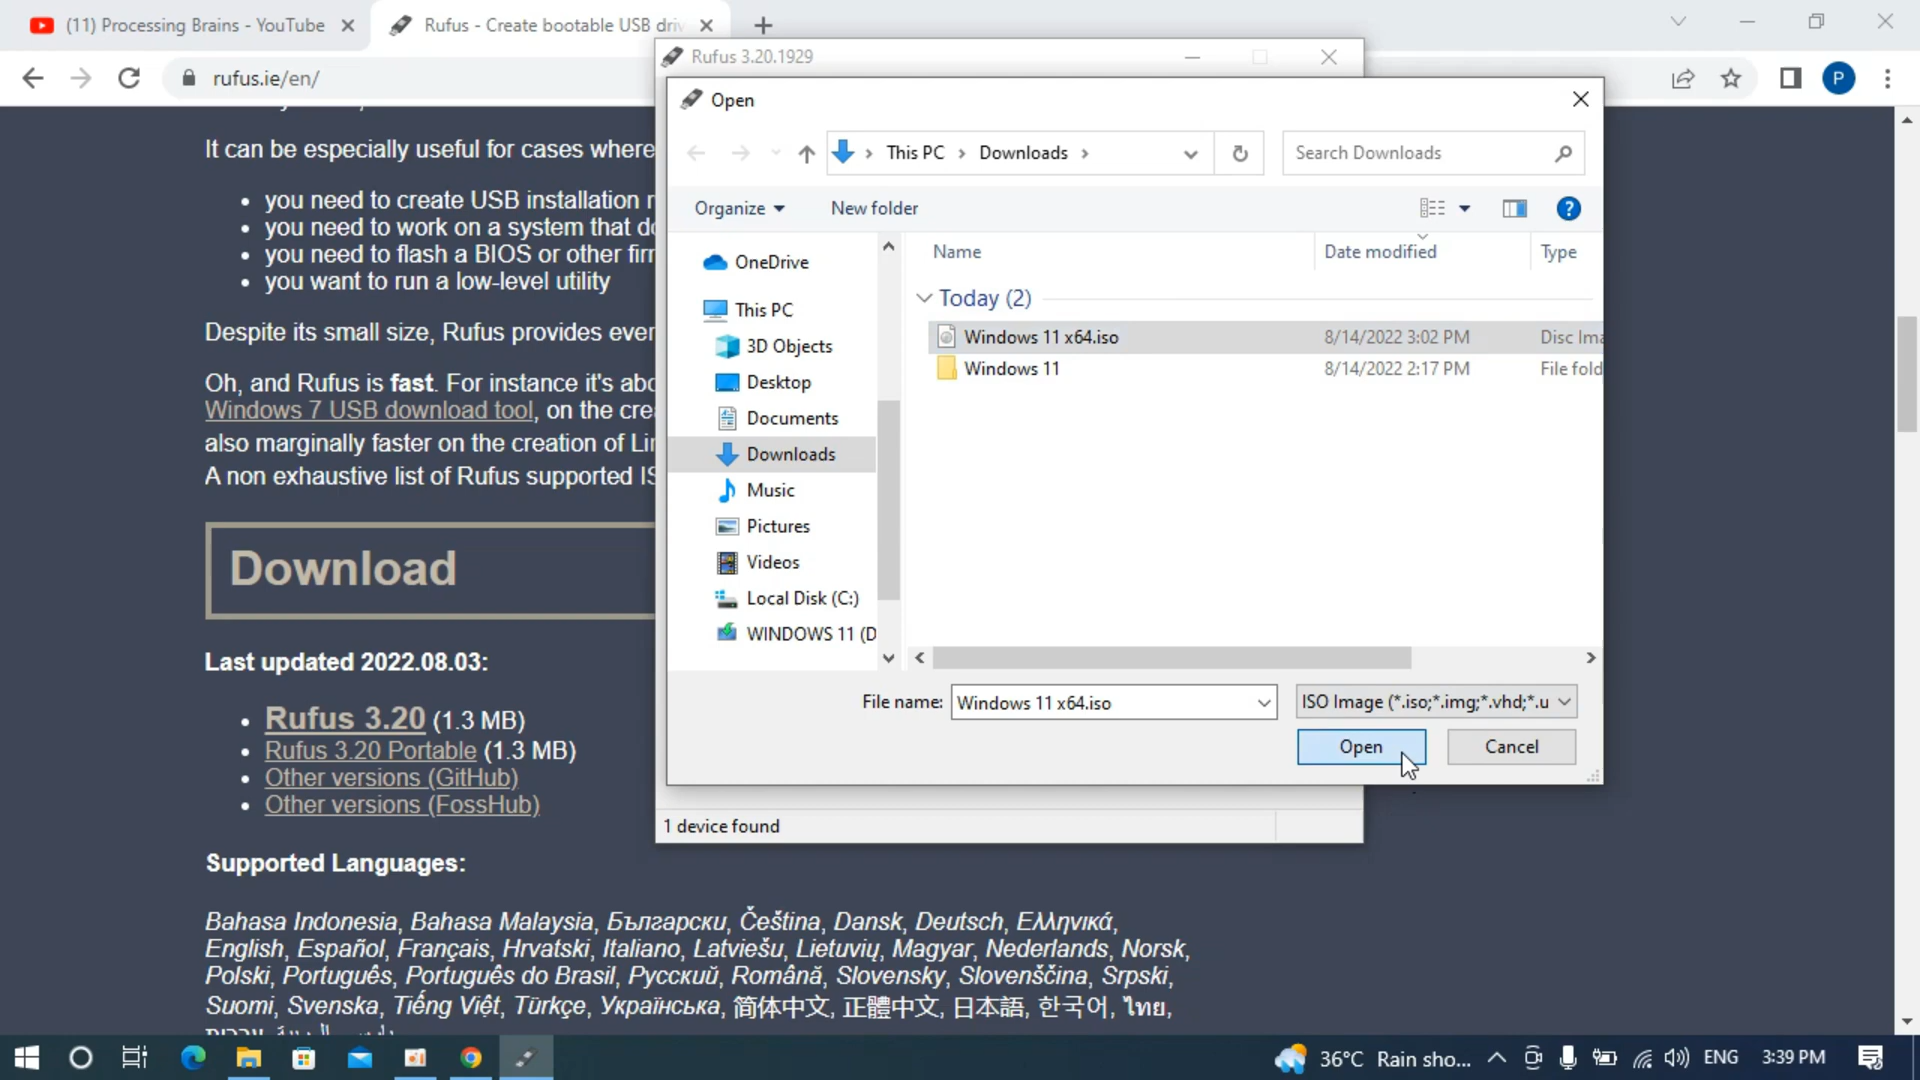 (11) Processing Brains - YouTube
Rufus - Create bootable USB driv
rufus.ie/en/
P
Rufus 3.20.1929
Open
This PC > Downloads >
Search Downloads
Organize
New folder
?
OneDrive
This PC
3D Objects
Desktop
Documents
Downloads
Music
Pictures
Videos
Local Disk (C:)
WINDOWS 11 (D
Name Date modified Type
Today (2)
Windows 11 x64.iso 8/14/2022 3:02 PM Disc Ima
Windows 11 8/14/2022 2:17 PM File fold
File name: Windows 11 x64.iso
ISO Image (*.iso;*.img;*.vhd;*.u
Open
Cancel
1 device found
It can be especially useful for cases where
you need to create USB installation
you need to work on a system that
you need to flash a BIOS or other
you want to run a low-level utility
Despite its small size, Rufus provides
Oh, and Rufus is fast. For instance it's
Windows 7 USB download tool, on the
also marginally faster on the creation of
A non exhaustive list of Rufus supported
Download
Last updated 2022.08.03:
Rufus 3.20 (1.3 MB)
Rufus 3.20 Portable (1.3 MB)
Other versions (GitHub)
Other versions (FossHub)
Supported Languages:
Bahasa Indonesia, Bahasa Malaysia, Български, Čeština, Dansk, Deutsch, Ελληνικά,
English, Español, Français, Hrvatski, Italiano, Latviešu, Lietuvių, Magyar, Nederlands, Norsk,
Polski, Português, Português do Brasil, Русский, Română, Slovensky, Slovenščina, Srpski,
Suomi, Svenska, Tiếng Việt, Türkçe, Українська, 简体中文, 正體中文, 日本語, 한국어, ไทย,
36°C Rain sho...
ENG
3:39 PM